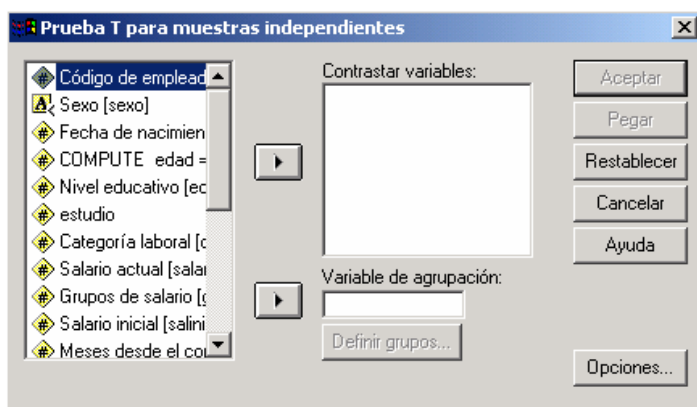 Prueba T para muestras independientes
Código de emplead
Sexo [sexo]
Fecha de nacimien
COMPUTE edad =
Nivel educativo [ec
estudio
Categoría laboral [c
Salario actual [salar
Grupos de salario [g
Salario inicial [salini
Meses desde el co
Contrastar variables:
Variable de agrupación:
Definir grupos...
Aceptar
Pegar
Restablecer
Cancelar
Ayuda
Opciones...